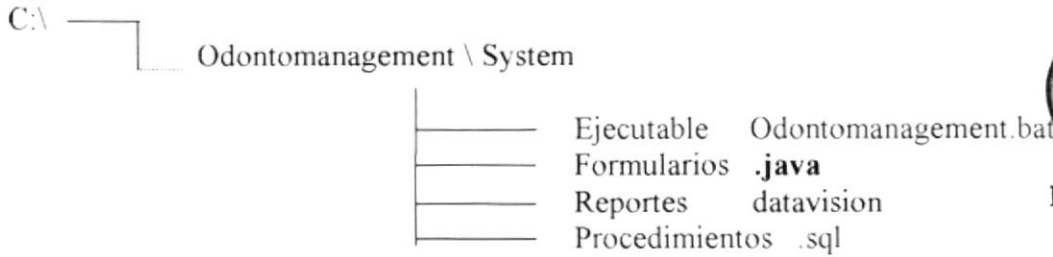 C:\
Odontomanagement \ System
Ejecutable Odontomanagement.bat
Formularios .java
Reportes datavision
Procedimientos .sql